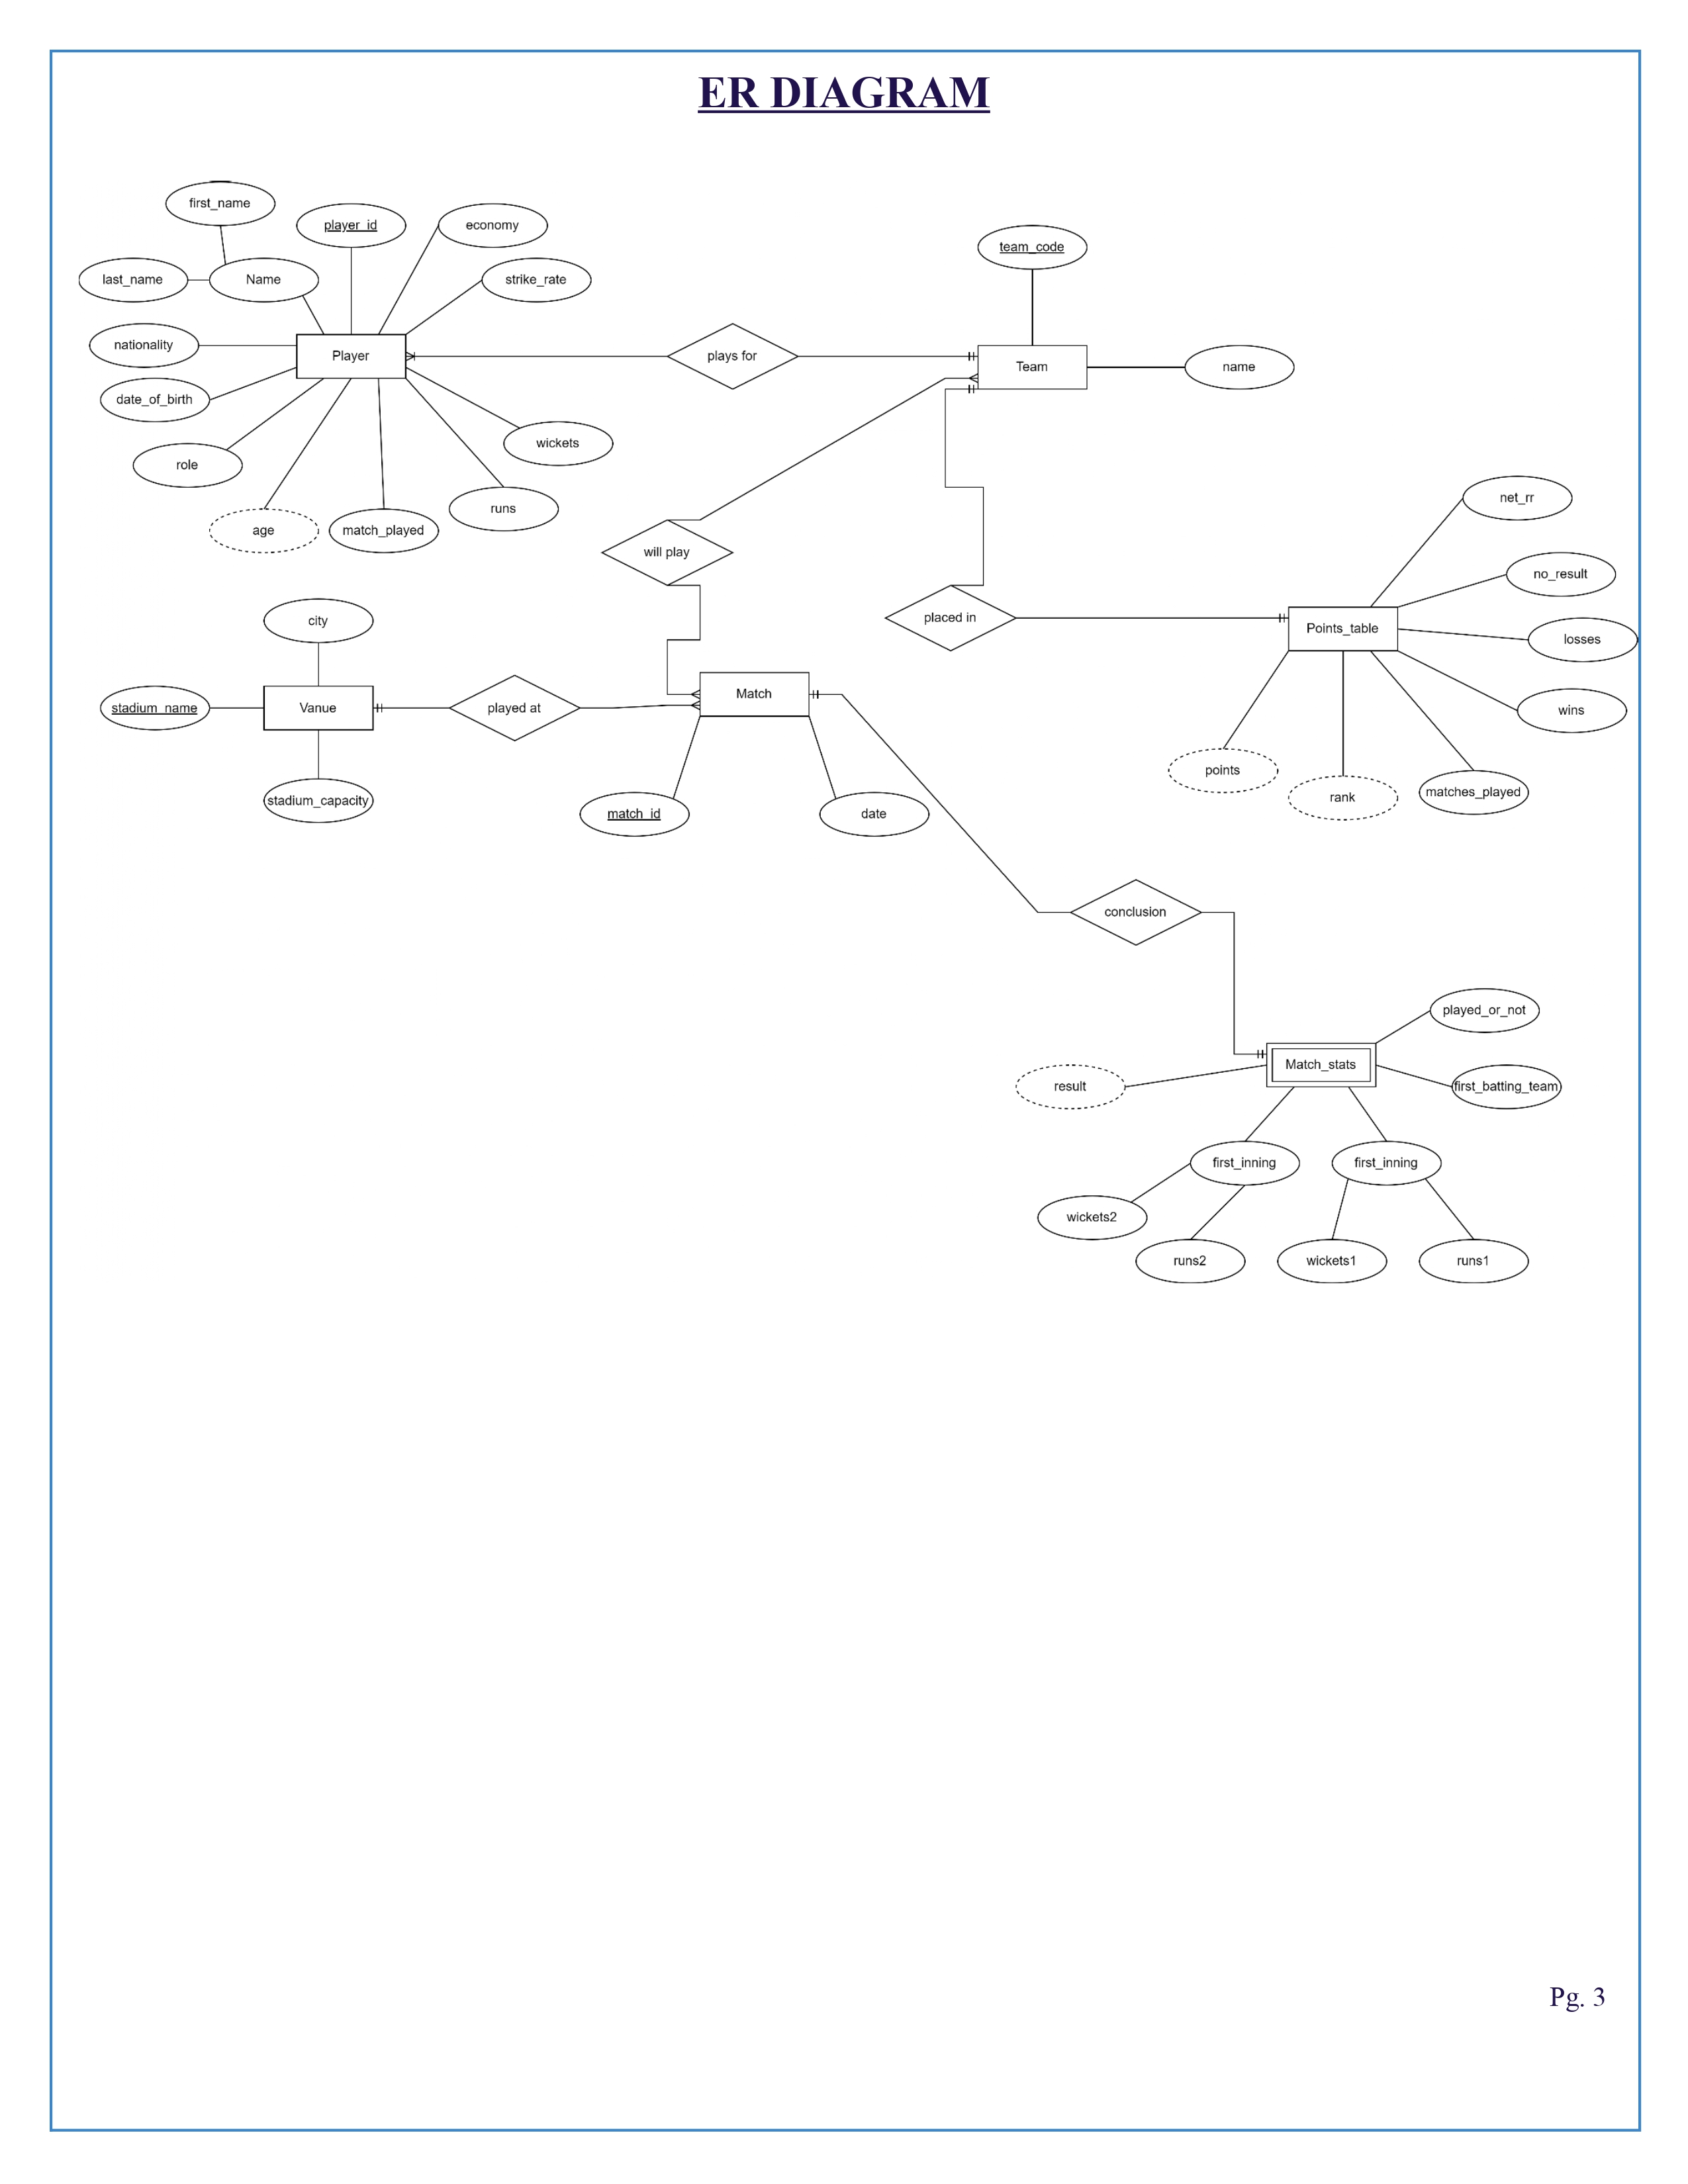 ER DIAGRAM
first_name
player_id
economy
last_name
Name
strike_rate
nationality
Player
date_of_birth
role
age
match_played
runs
wickets
plays for
team_code
Team
name
will play
placed in
net_rr
no_result
Points_table
losses
wins
points
rank
matches_played
city
stadium_name
Vanue
stadium_capacity
played at
Match
match_id
date
conclusion
played_or_not
Match_stats
result
first_batting_team
first_inning
first_inning
wickets2
runs2
wickets1
runs1
Pg. 3